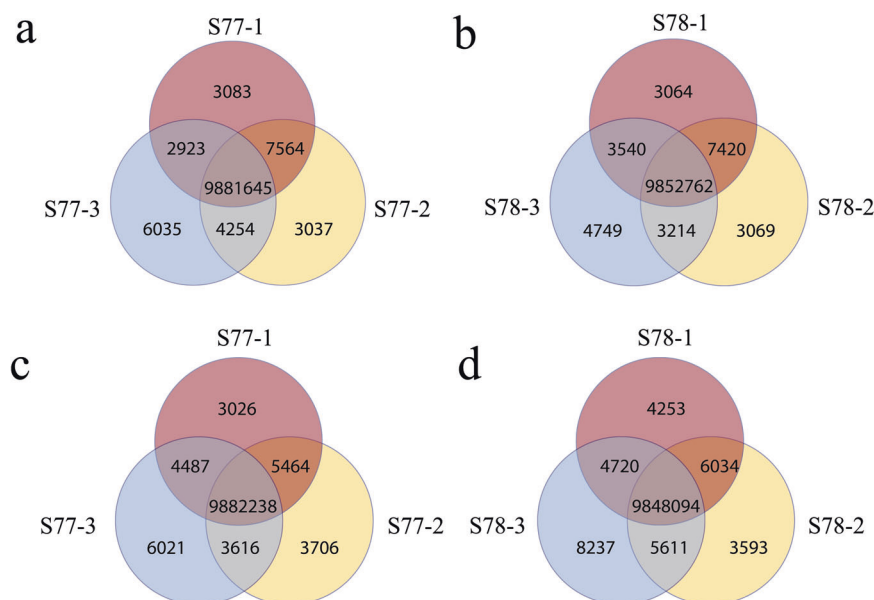 a
S77-1
3083
2923
7564
9881645
S77-3
S77-2
6035
4254
3037
b
S78-1
3064
3540
7420
9852762
S78-3
S78-2
4749
3214
3069
c
S77-1
3026
4487
5464
9882238
S77-3
S77-2
6021
3616
3706
d
S78-1
4253
4720
6034
9848094
S78-3
S78-2
8237
5611
3593